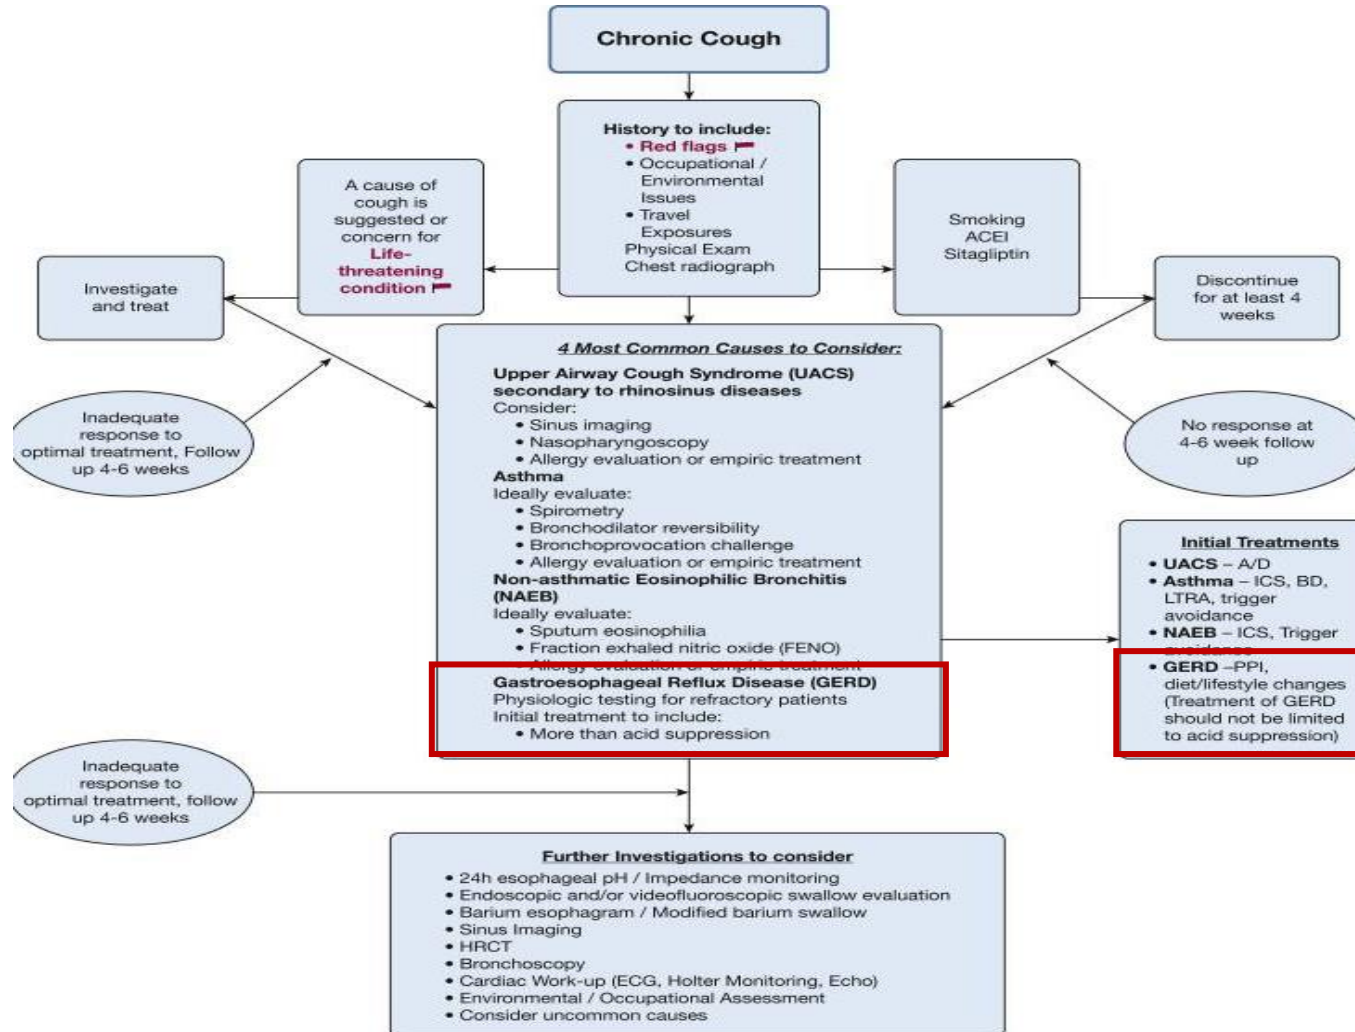 Chronic Cough
History to include:
• Red flags
• Occupational /
Environmental
Issues
• Travel
Exposures
Physical Exam
Chest radiograph
A cause of
cough is
suggested or
concern for
Life-
threatening
condition
Investigate
and treat
Smoking
ACEI
Sitagliptin
Discontinue
for at least 4
weeks
Inadequate
response to
optimal treatment, Follow
up 4-6 weeks
No response at
4-6 week follow
up
4 Most Common Causes to Consider:
Upper Airway Cough Syndrome (UACS)
secondary to rhinosinus diseases
Consider:
• Sinus imaging
• Nasopharyngoscopy
• Allergy evaluation or empiric treatment
Asthma
Ideally evaluate:
• Spirometry
• Bronchodilator reversibility
• Bronchoprovocation challenge
• Allergy evaluation or empiric treatment
Non-asthmatic Eosinophilic Bronchitis
(NAEB)
Ideally evaluate:
• Sputum eosinophilia
• Fraction exhaled nitric oxide (FENO)
• Allergy evaluation or empiric treatment
Gastroesophageal Reflux Disease (GERD)
Physiologic testing for refractory patients
Initial treatment to include:
• More than acid suppression
Initial Treatments
• UACS – A/D
• Asthma – ICS, BD,
LTRA, trigger
avoidance
• NAEB – ICS, Trigger
avoidance
• GERD –PPI,
diet/lifestyle changes
(Treatment of GERD
should not be limited
to acid suppression)
Inadequate
response to
optimal treatment, follow
up 4-6 weeks
Further Investigations to consider
• 24h esophageal pH / Impedance monitoring
• Endoscopic and/or videofluoroscopic swallow evaluation
• Barium esophagram / Modified barium swallow
• Sinus Imaging
• HRCT
• Bronchoscopy
• Cardiac Work-up (ECG, Holter Monitoring, Echo)
• Environmental / Occupational Assessment
• Consider uncommon causes